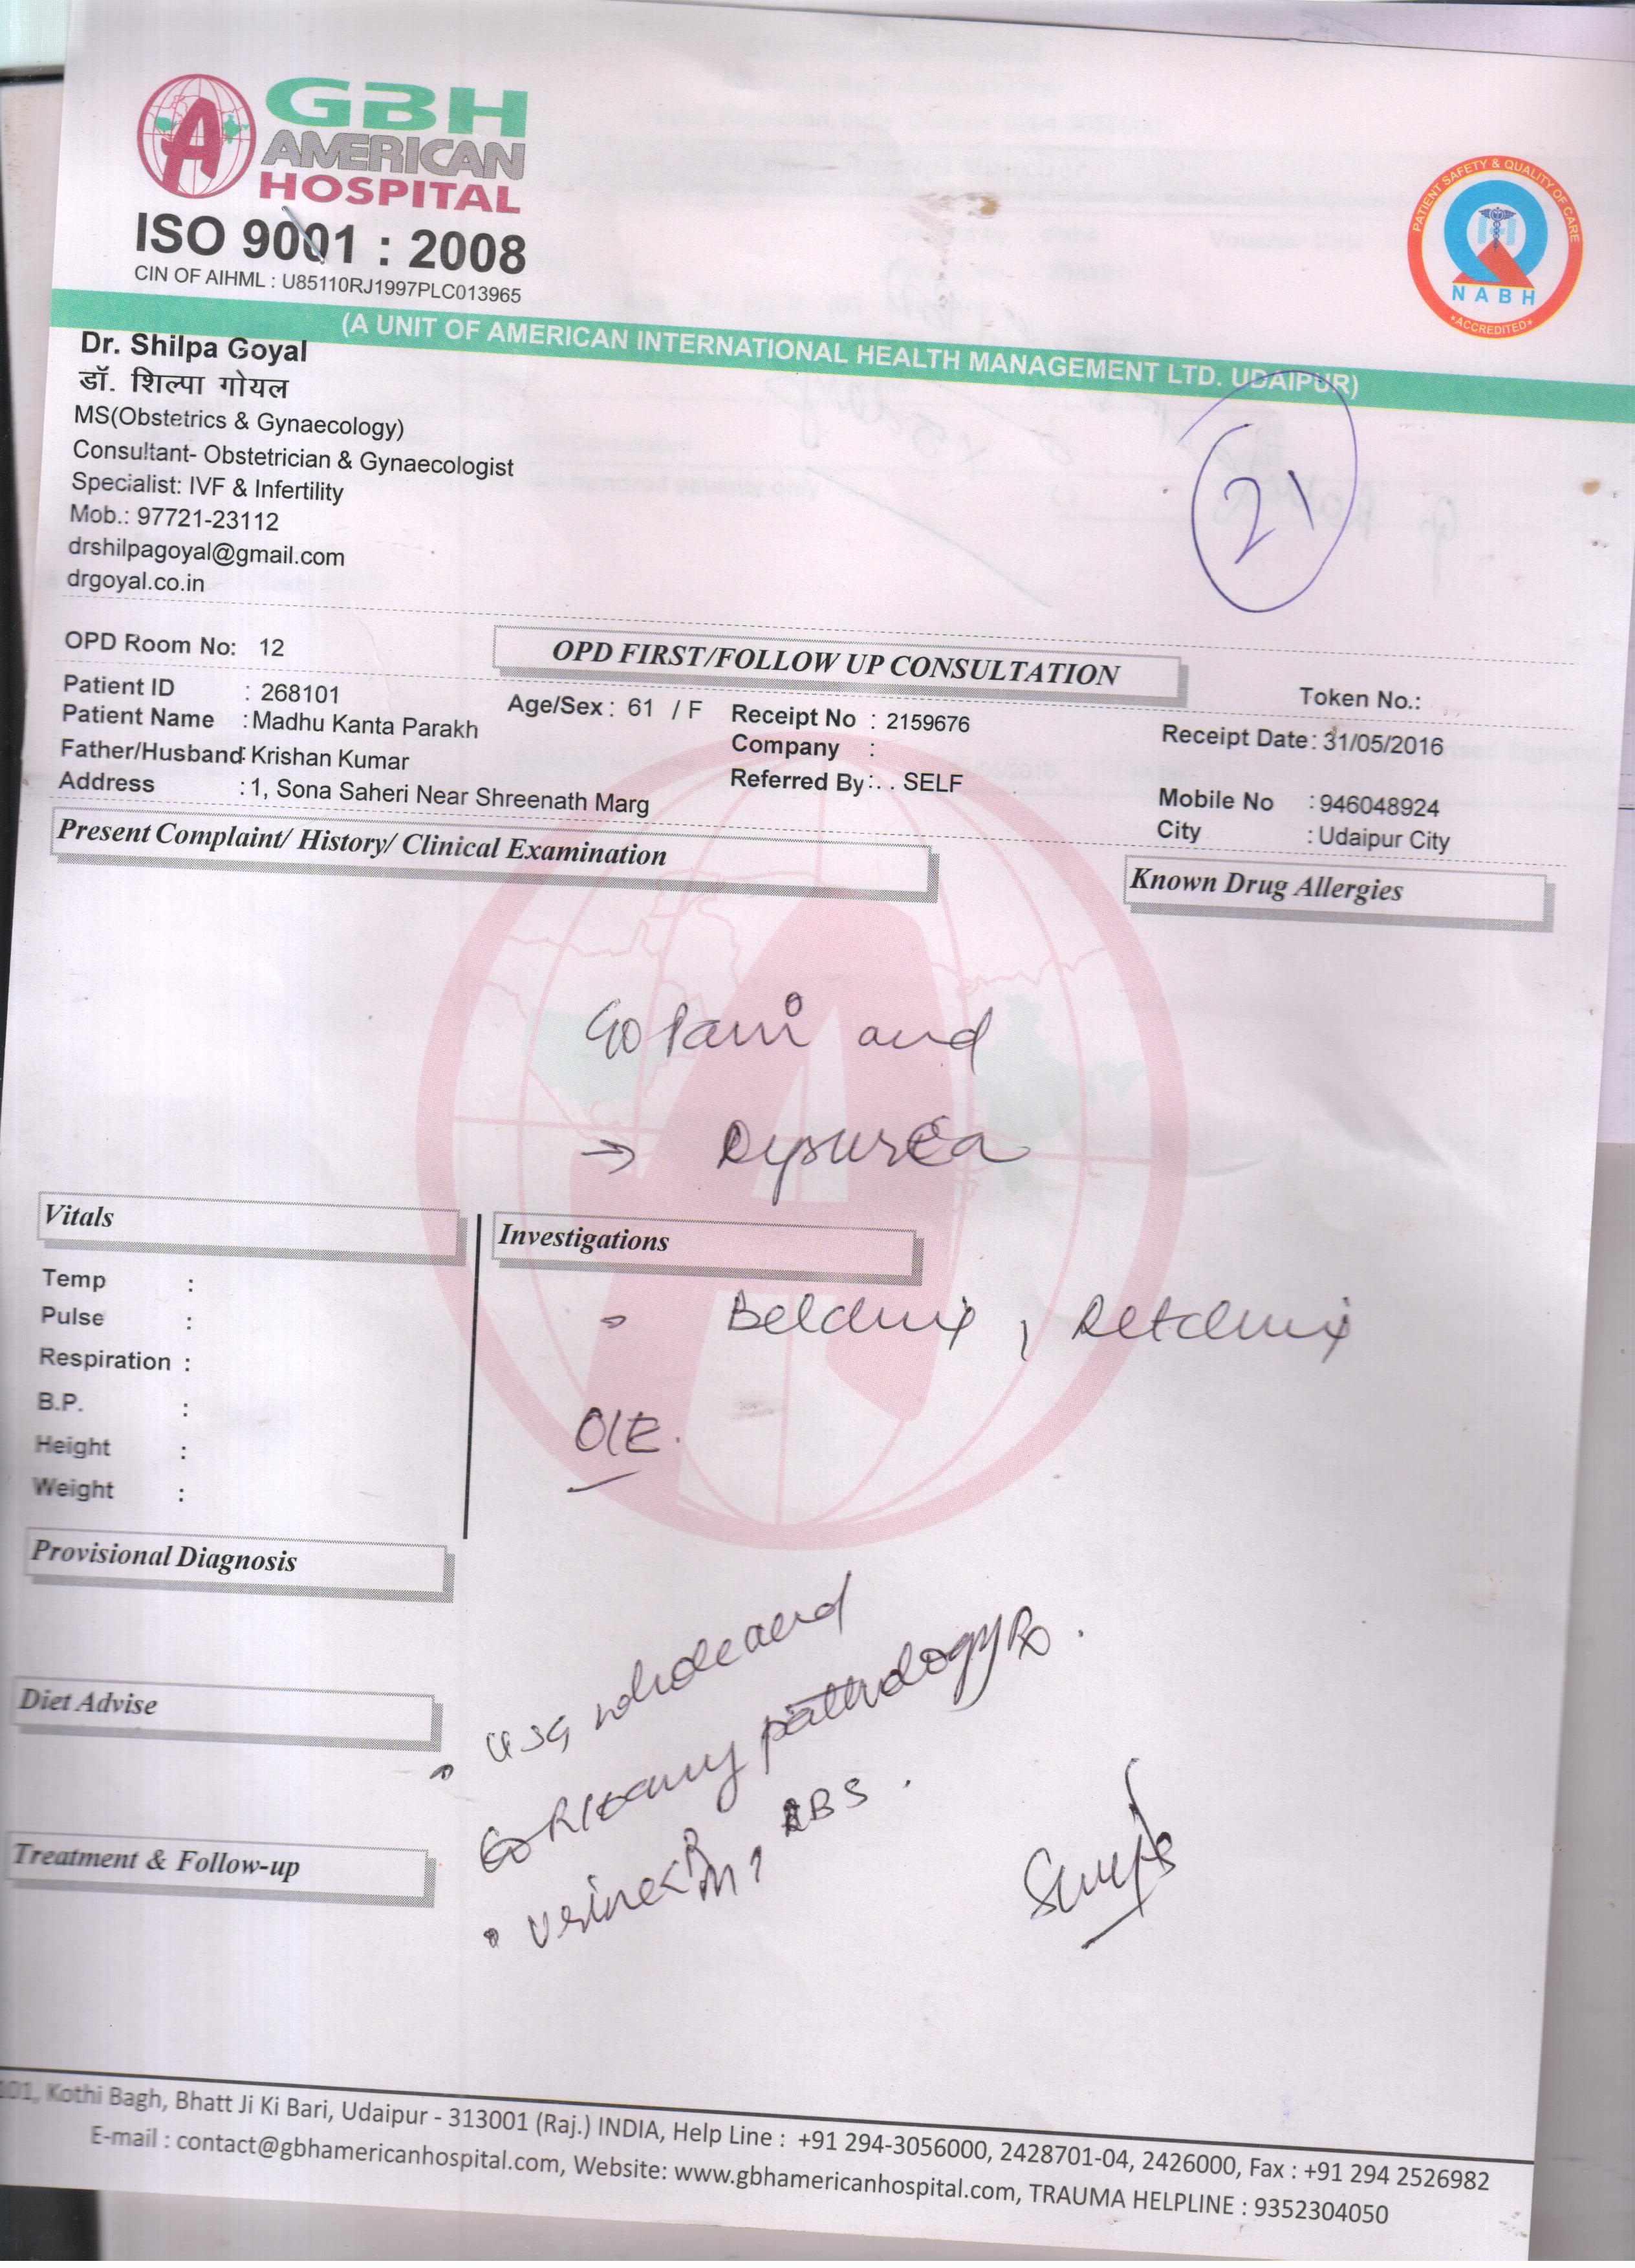 GBH
AMERICAN
HOSPITAL
ISO 9001 : 2008
CIN OF AIHML : U85110RJ1997PLC013965
PATIENT SAFETY & QUALITY OF CARE
NABH
ACCREDITED
(A UNIT OF AMERICAN INTERNATIONAL HEALTH MANAGEMENT LTD. UDAIPUR)
Dr. Shilpa Goyal
डॉ. शिल्पा गोयल
MS(Obstetrics & Gynaecology)
Consultant- Obstetrician & Gynaecologist
Specialist: IVF & Infertility
Mob.: 97721-23112
drshilpagoyal@gmail.com
drgoyal.co.in
21
OPD Room No: 12
OPD FIRST/FOLLOW UP CONSULTATION
Token No.:
Patient ID : 268101
Age/Sex : 61 / F
Receipt No : 2159676
Receipt Date : 31/05/2016
Patient Name : Madhu Kanta Parakh
Company :
Father/Husband: Krishan Kumar
Referred By : . . SELF
Mobile No : 946048924
Address : 1, Sona Saheri Near Shreenath Marg
City : Udaipur City
Present Complaint/ History/ Clinical Examination
Known Drug Allergies
pain and
→ Dysurea
Vitals
Temp :
Pulse :
Respiration :
B.P. :
Height :
Weight :
Investigations
O/E.
Provisional Diagnosis
Diet Advise
Treatment & Follow-up
USG whole abd
pathology
urine RM, RBS.
101, Kothi Bagh, Bhatt Ji Ki Bari, Udaipur - 313001 (Raj.) INDIA, Help Line : +91 294-3056000, 2428701-04, 2426000, Fax : +91 294 2526982
E-mail : contact@gbhamericanhospital.com, Website: www.gbhamericanhospital.com, TRAUMA HELPLINE : 9352304050